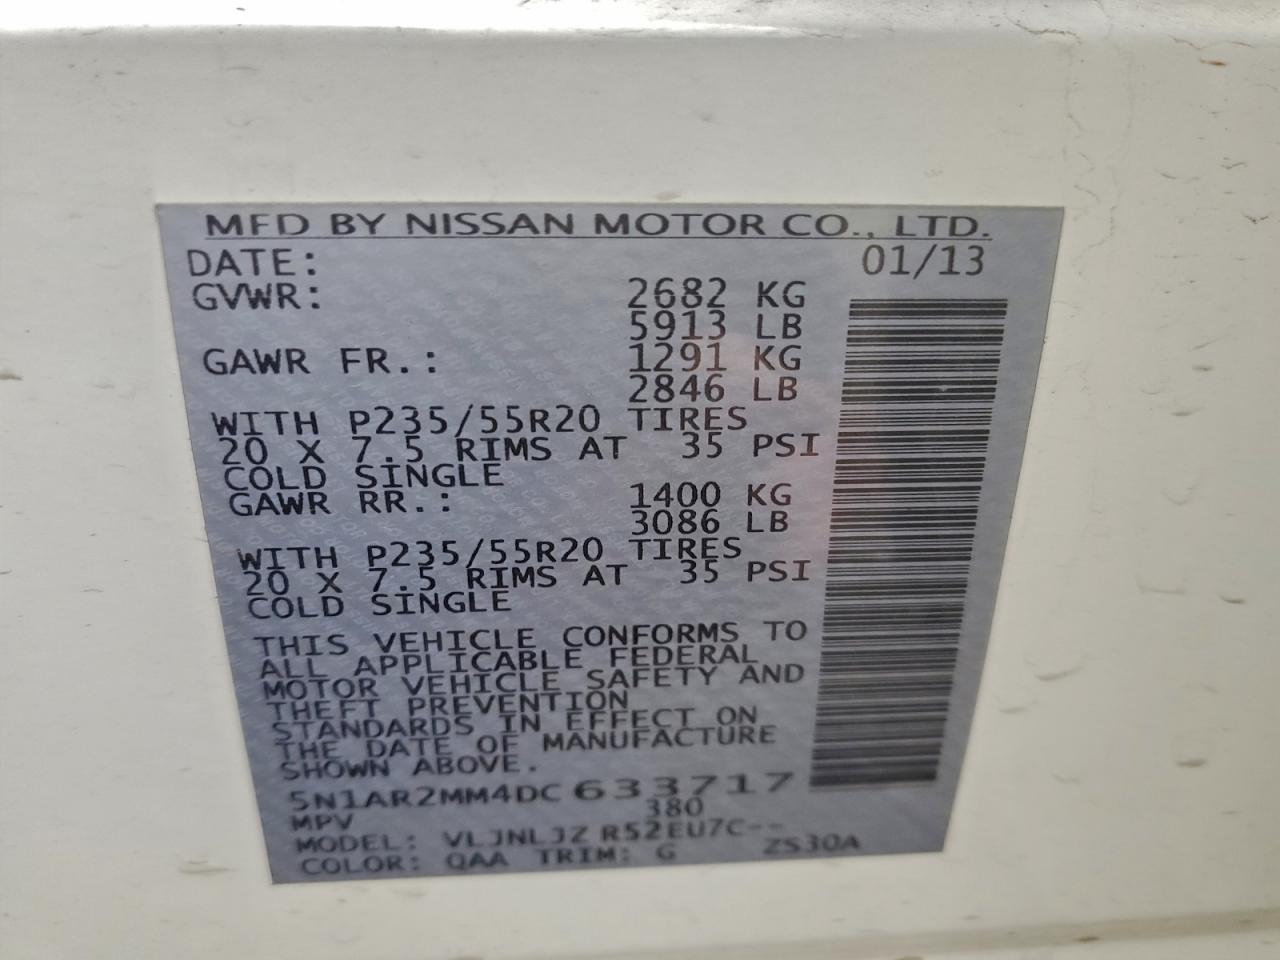 MFD BY NISSAN MOTOR CO., LTD.
DATE: 01/13
GVWR: 2682 KG
5913 LB
GAWR FR.: 1291 KG
2846 LB
WITH P235/55R20 TIRES
20 X 7.5 RIMS AT 35 PSI
COLD SINGLE
GAWR RR.: 1400 KG
3086 LB
WITH P235/55R20 TIRES
20 X 7.5 RIMS AT 35 PSI
COLD SINGLE
THIS VEHICLE CONFORMS TO
ALL APPLICABLE FEDERAL
MOTOR VEHICLE SAFETY AND
THEFT PREVENTION
STANDARDS IN EFFECT ON
THE DATE OF MANUFACTURE
SHOWN ABOVE.
5N1AR2MM4DC633717
MPV 380
MODEL: VLJNLJZ R52EU7C--
COLOR: QAA TRIM: G ZS30A